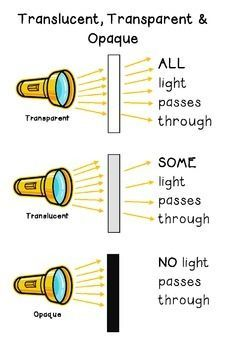 Translucent, Transparent &
Opaque
ALL
light
passes
through
Transparent
SOME
light
passes
through
Translucent
NO light
passes
through
Opaque